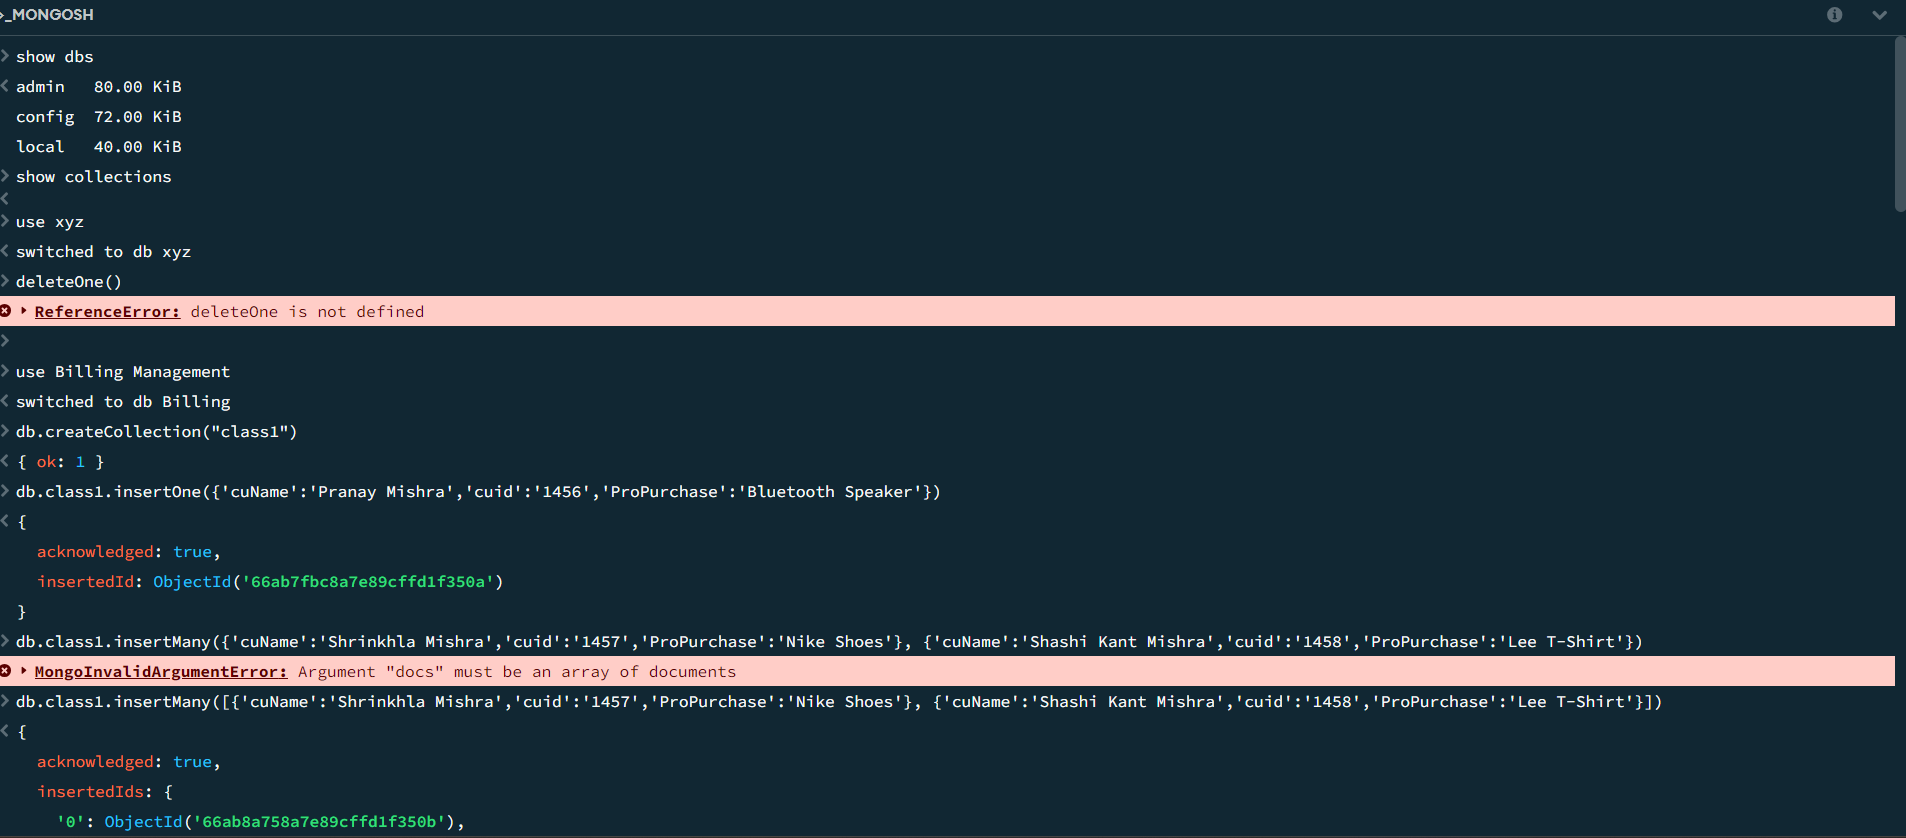 >_MONGOSH
> show dbs
< admin   80.00 KiB
config  72.00 KiB
local   40.00 KiB
> show collections
<
> use xyz
< switched to db xyz
> deleteOne()
ReferenceError: deleteOne is not defined
>
> use Billing Management
< switched to db Billing
> db.createCollection("class1")
< { ok: 1 }
> db.class1.insertOne({'cuName':'Pranay Mishra','cuid':'1456','ProPurchase':'Bluetooth Speaker'})
< {
acknowledged: true,
insertedId: ObjectId('66ab7fbc8a7e89cffd1f350a')
}
> db.class1.insertMany({'cuName':'Shrinkhla Mishra','cuid':'1457','ProPurchase':'Nike Shoes'}, {'cuName':'Shashi Kant Mishra','cuid':'1458','ProPurchase':'Lee T-Shirt'})
MongoInvalidArgumentError: Argument "docs" must be an array of documents
> db.class1.insertMany([{'cuName':'Shrinkhla Mishra','cuid':'1457','ProPurchase':'Nike Shoes'}, {'cuName':'Shashi Kant Mishra','cuid':'1458','ProPurchase':'Lee T-Shirt'}])
< {
acknowledged: true,
insertedIds: {
'0': ObjectId('66ab8a758a7e89cffd1f350b'),